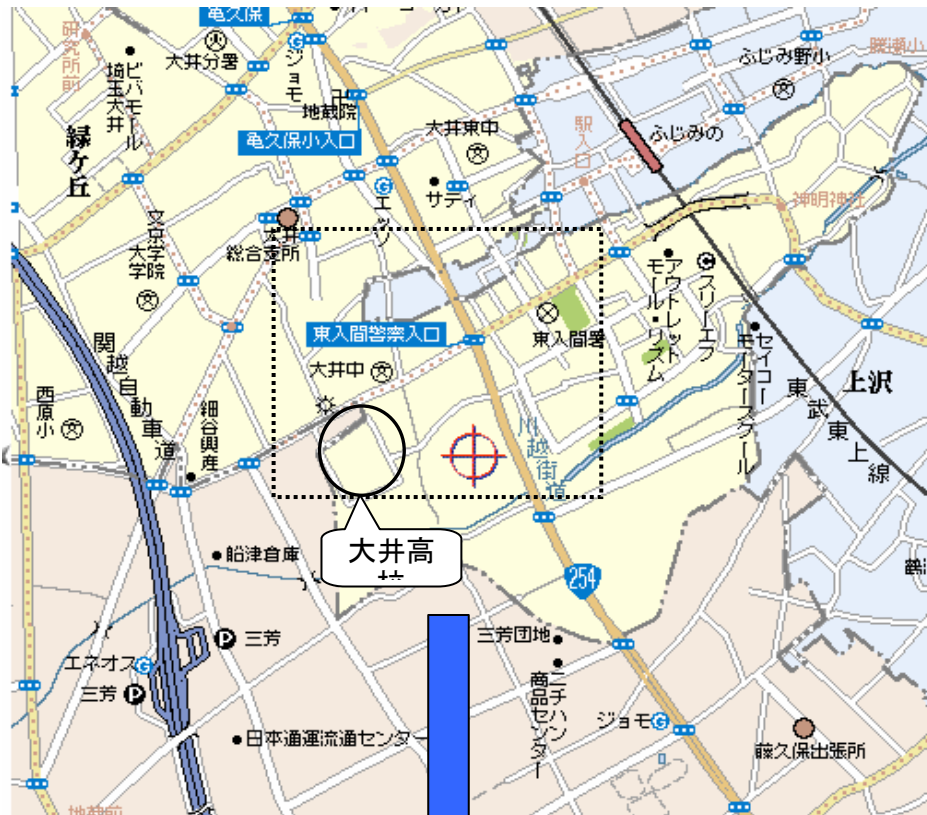 亀久保
研究所前
大井分署
ビバモール
埼玉大井
ジョモ
地蔵院
ふじみ野小
勝瀬小
緑ケ丘
亀久保小入口
大井東中
駅入口
ふじみの
サティ
エッソ
神明神社
文京大学
学院
大井
総合支所
アウトレット
モール・リズム
スリーエフ
東入間警察入口
東入間署
セイコー
モータースクール
大井中
上沢
関越自動車道
西原小
細谷興産
川越街道
東武東上線
大井高
船津倉庫
254
鶴
三芳
三芳団地
エネオス
三芳
ニチハン
商品センター
ジョモ
日本通運流通センター
藤久保出張所
地蔵前